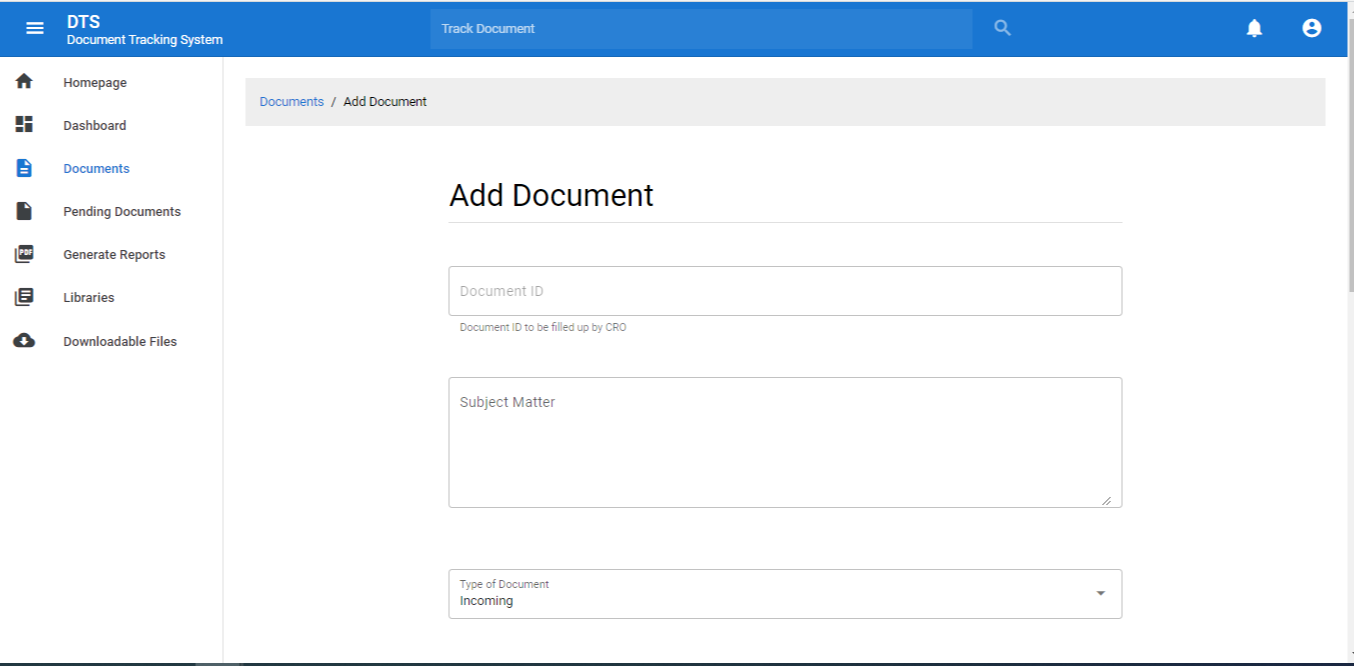 DTS
Document Tracking System
Track Document
Homepage
Dashboard
Documents
Pending Documents
PDF
Generate Reports
Libraries
Downloadable Files
Documents / Add Document
Add Document
Document ID
Document ID to be filled up by CRO
Subject Matter
Type of Document
Incoming